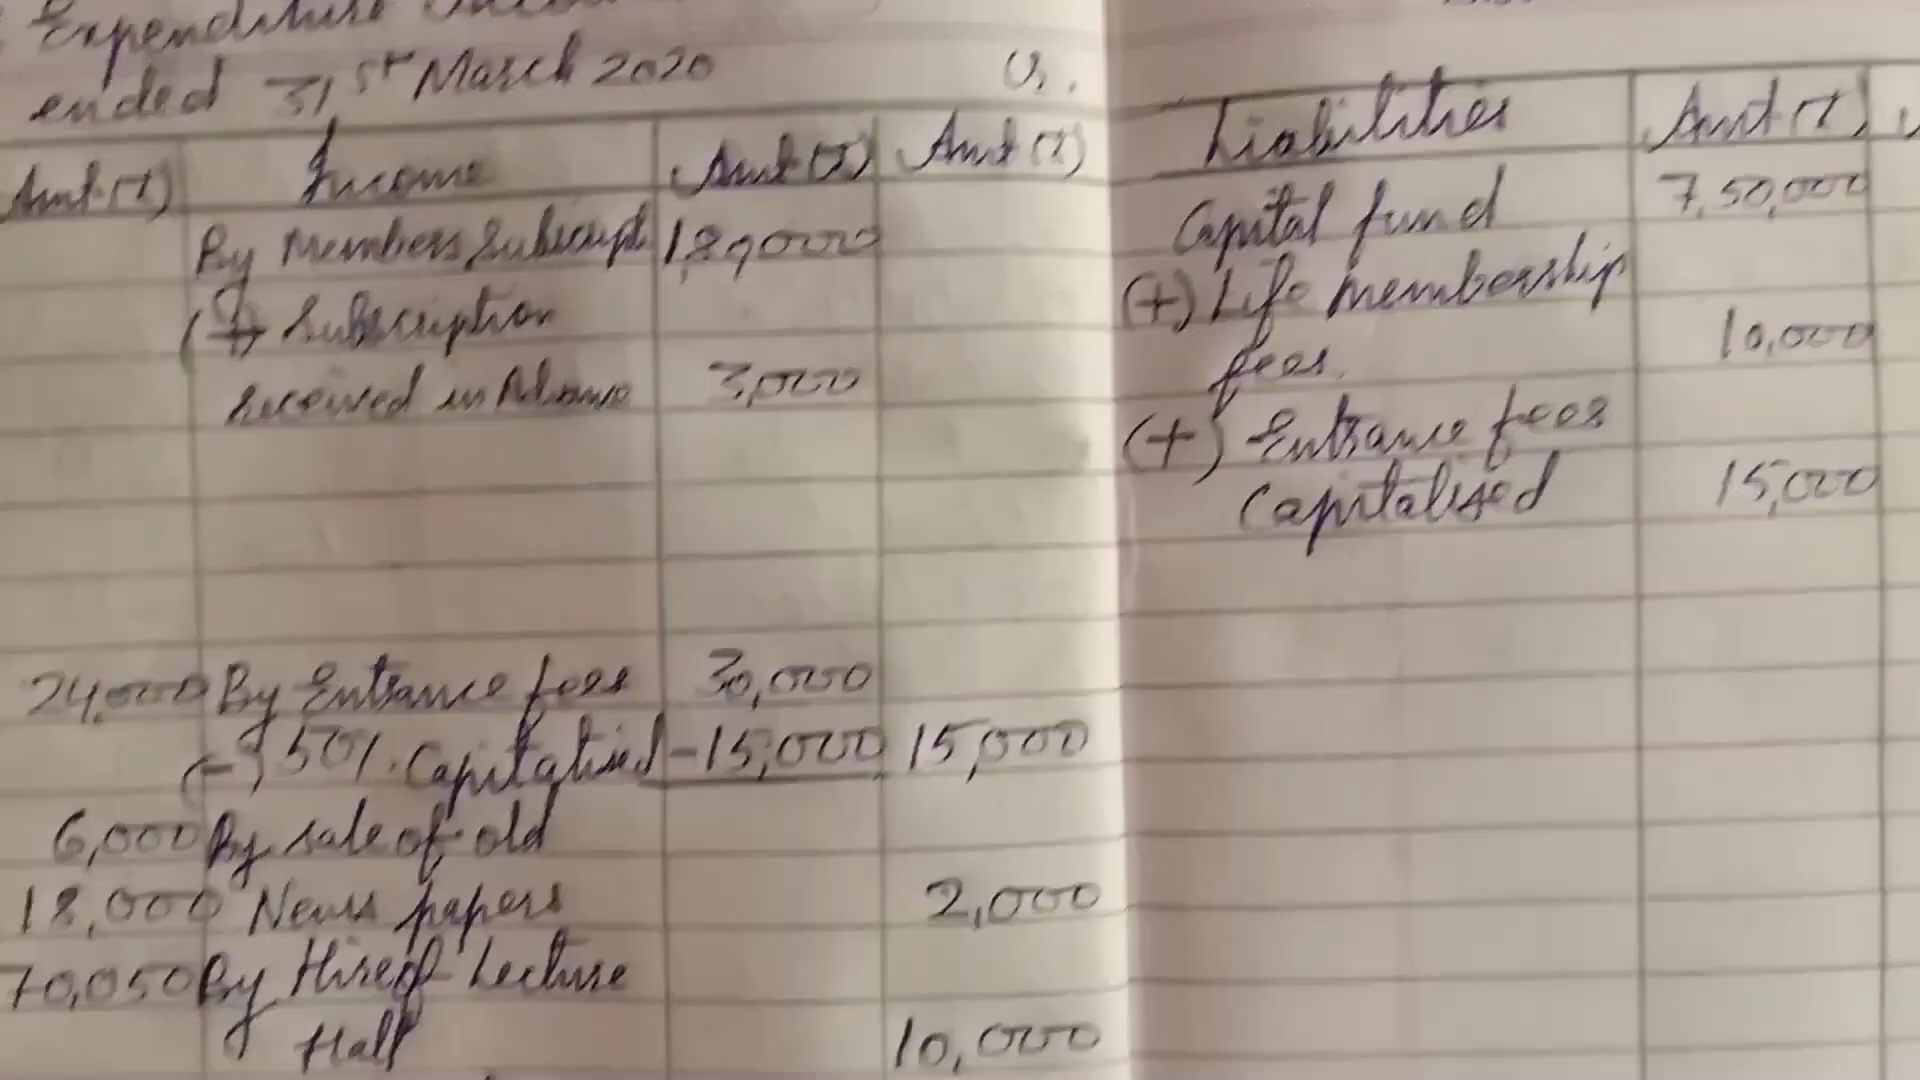 Expenditure
ended 31st March 2020
Amt.(₹) Income Amt(₹) Amt(₹)
By Members Subscript 1,89,000
(+) Subscription
received in Advance 3,000
24,000 By Entrance fees 30,000
(-) 50%. Capitalised -15,000 15,000
6,000 By sale of old
18,000 News papers 2,000
70,050 By Hire of Lecture
Hall 10,000
Liabilities Amt.(₹)
Capital fund 7,50,000
(+) Life membership
fees. 10,000
(+) Entrance fees
Capitalised 15,000